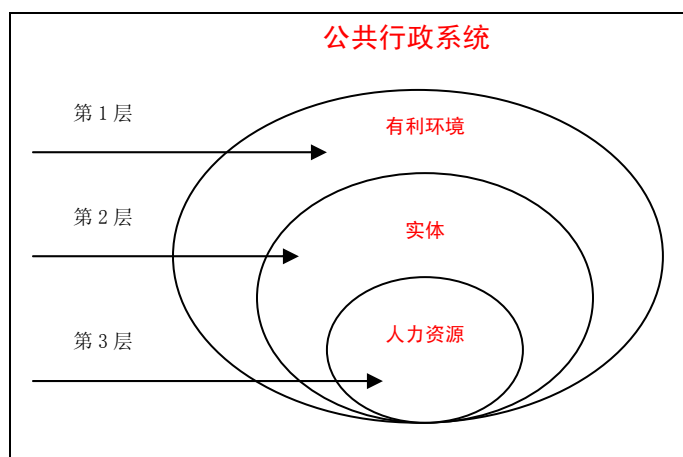 公共行政系统
第 1 层
有利环境
第 2 层
实体
第 3 层
人力资源